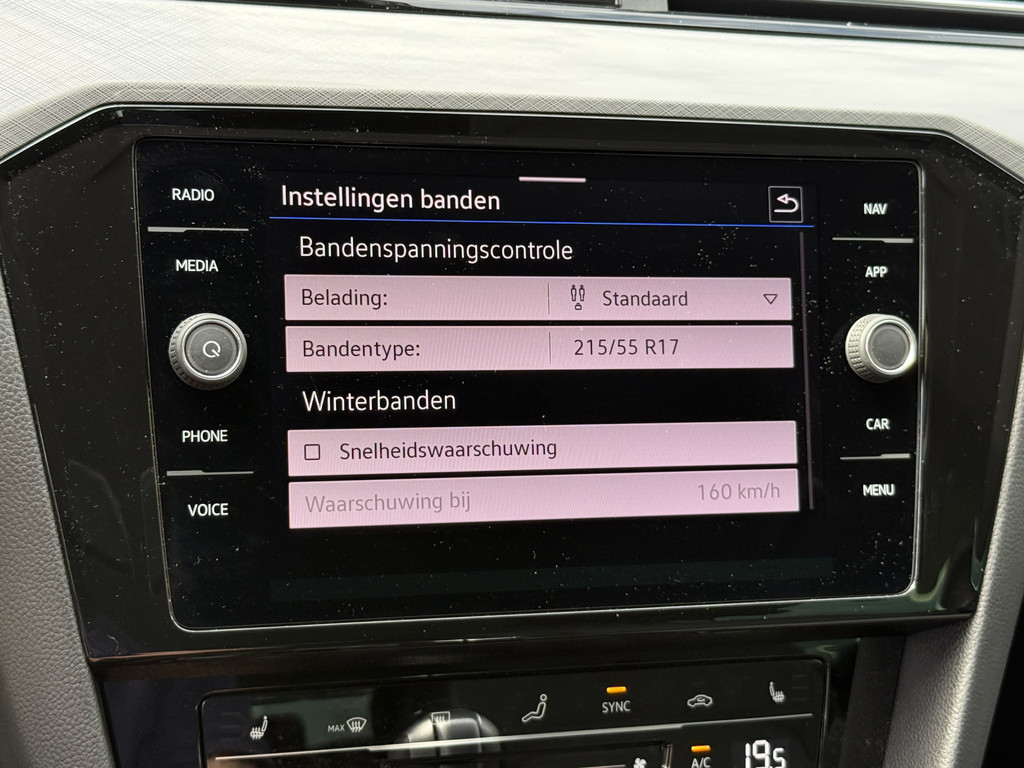 RADIO
MEDIA
PHONE
VOICE
Instellingen banden
Bandenspanningscontrole
Belading: Standaard
Bandentype: 215/55 R17
Winterbanden
Snelheidswaarschuwing
Waarschuwing bij 160 km/h
NAV
APP
CAR
MENU
MAX
SYNC
A/C
19.5